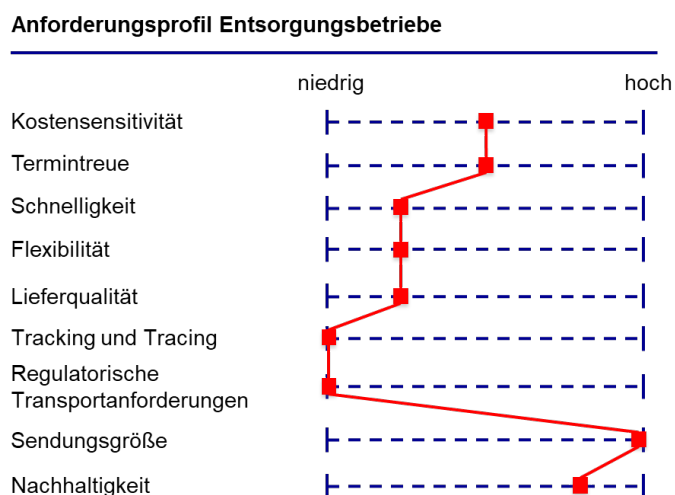 Anforderungsprofil Entsorgungsbetriebe
niedrig hoch
Kostensensitivität
Termintreue
Schnelligkeit
Flexibilität
Lieferqualität
Tracking und Tracing
Regulatorische
Transportanforderungen
Sendungsgröße
Nachhaltigkeit